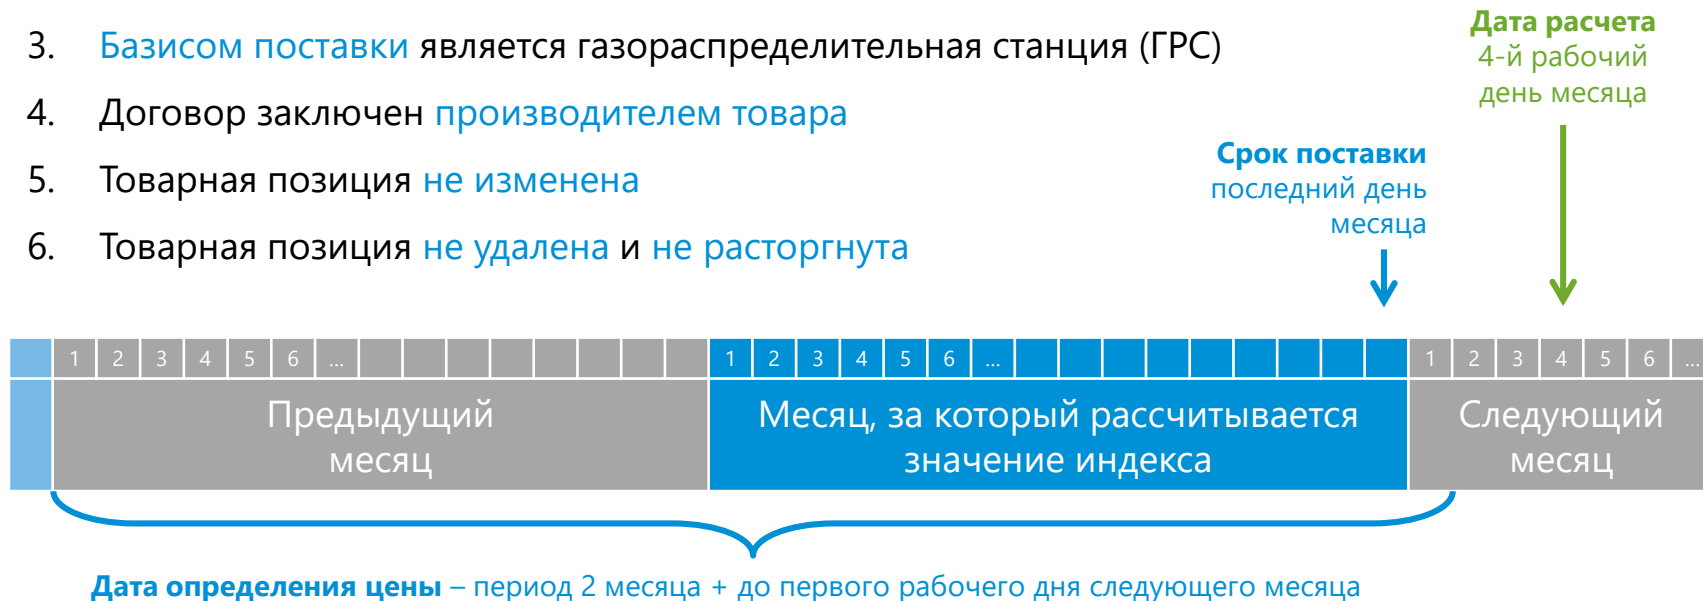 3. Базисом поставки является газораспределительная станция (ГРС)
4. Договор заключен производителем товара
5. Товарная позиция не изменена
6. Товарная позиция не удалена и не расторгнута
Дата расчета
4-й рабочий
день месяца
Срок поставки
последний день
месяца
1 2 3 4 5 6 ... 1 2 3 4 5 6 ... 1 2 3 4 5 6 ...
Предыдущий
месяц
Месяц, за который рассчитывается
значение индекса
Следующий
месяц
Дата определения цены – период 2 месяца + до первого рабочего дня следующего месяца